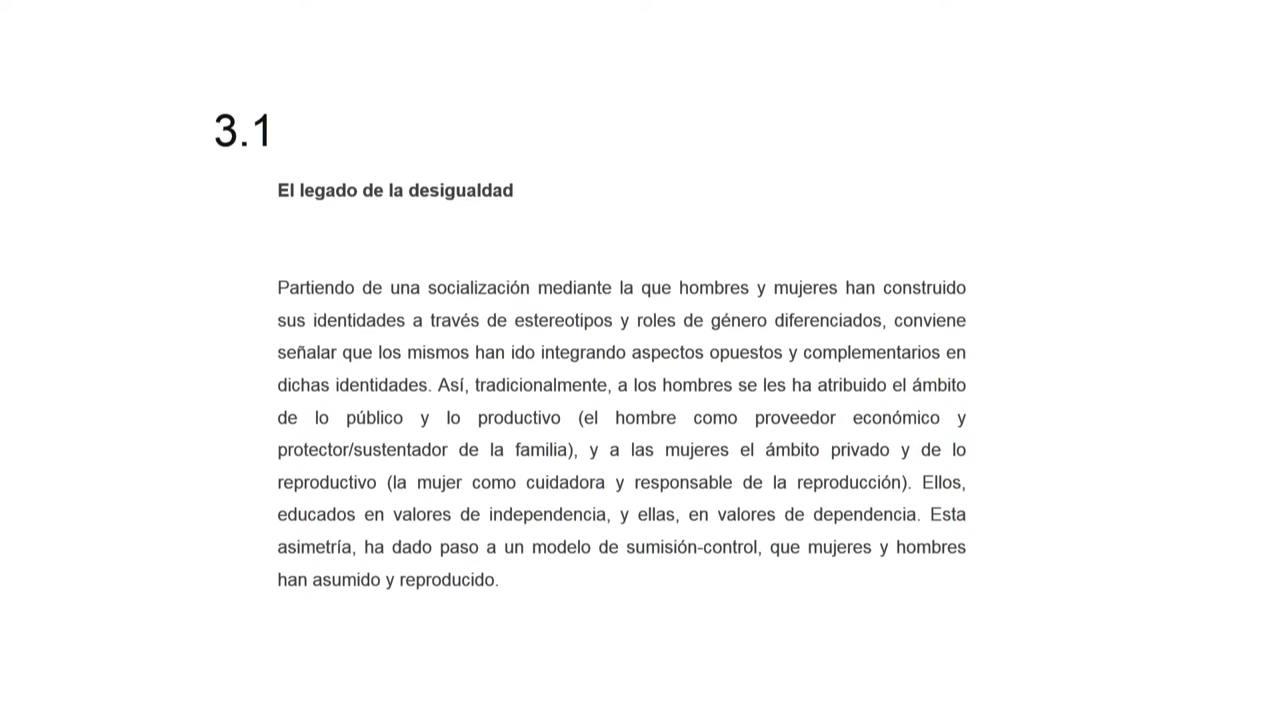 3.1
El legado de la desigualdad
Partiendo de una socialización mediante la que hombres y mujeres han construido
sus identidades a través de estereotipos y roles de género diferenciados, conviene
señalar que los mismos han ido integrando aspectos opuestos y complementarios en
dichas identidades. Así, tradicionalmente, a los hombres se les ha atribuido el ámbito
de lo público y lo productivo (el hombre como proveedor económico y
protector/sustentador de la familia), y a las mujeres el ámbito privado y de lo
reproductivo (la mujer como cuidadora y responsable de la reproducción). Ellos,
educados en valores de independencia, y ellas, en valores de dependencia. Esta
asimetría, ha dado paso a un modelo de sumisión-control, que mujeres y hombres
han asumido y reproducido.